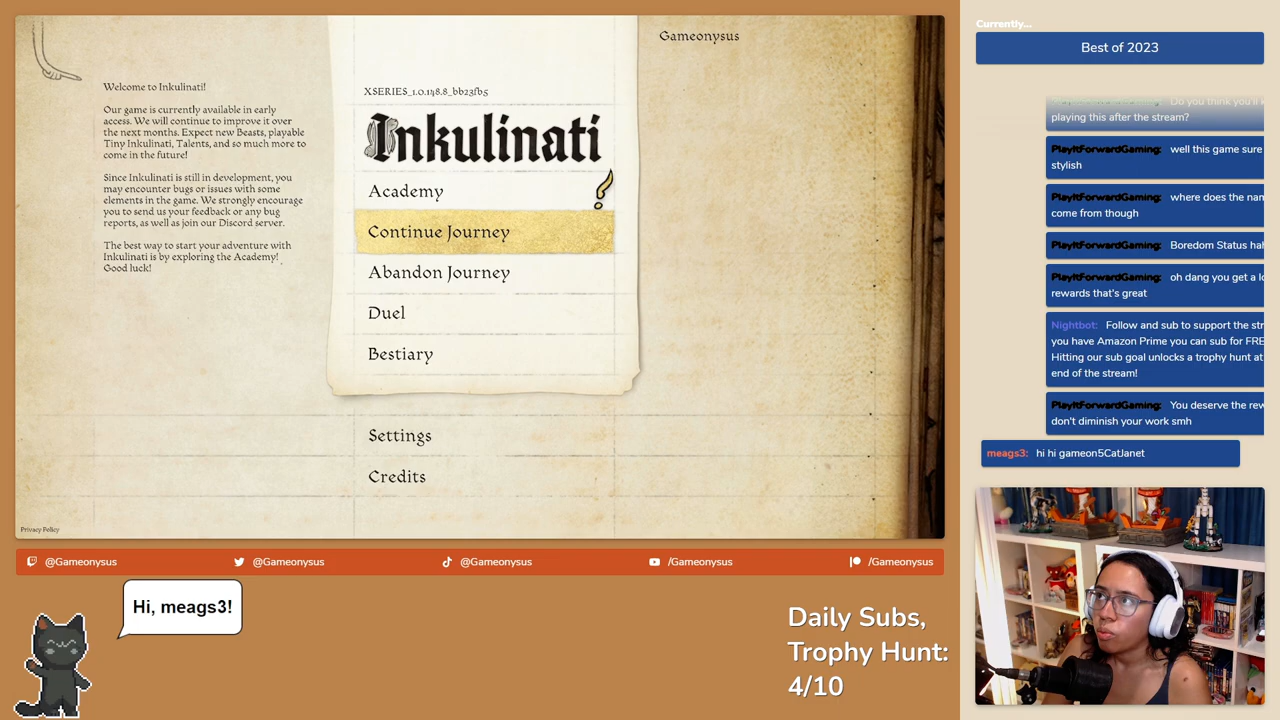 Gameonysus
Welcome to Inkulinati!
Our game is currently available in early
access. We will continue to improve it over
the next months. Expect new Beasts, playable
Tiny Inkulinati, Talents, and so much more to
come in the future!
Since Inkulinati is still in development, you
may encounter bugs or issues with some
elements in the game. We strongly encourage
you to send us your feedback or any bug
reports, as well as join our Discord server.
The best way to start your adventure with
Inkulinati is by exploring the Academy!
Good luck!
XSERIES_1.0.148.8_bb23fb5
Inkulinati
Academy
Continue Journey
Abandon Journey
Duel
Bestiary
Settings
Credits
Privacy Policy
@Gameonysus
@Gameonysus
@Gameonysus
/Gameonysus
/Gameonysus
Hi, meags3!
Daily Subs,
Trophy Hunt:
4/10
Currently...
Best of 2023
Do you think you'll
playing this after the stream?
PlayItForwardGaming: well this game sure
stylish
PlayItForwardGaming: where does the
come from though
PlayItForwardGaming: Boredom Status
PlayItForwardGaming: oh dang you get a
rewards that's great
Nightbot: Follow and sub to support the
you have Amazon Prime you can sub for
Hitting our sub goal unlocks a trophy hunt at
end of the stream!
PlayItForwardGaming: You deserve the
don't diminish your work smh
meags3: hi hi gameon5CatJanet